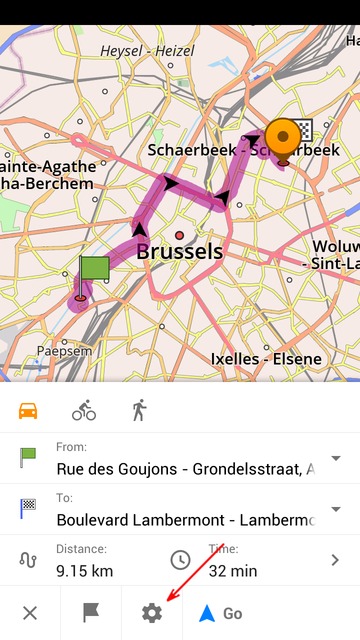 Heysel - Heizel
Ha
Schaerbeek - Schaerbeek
ainte-Agathe
ha-Berchem
Brussels
Woluw
- Sint-La
Paepsem
Ixelles - Elsene
From:
Rue des Goujons - Grondelsstraat, A
To:
Boulevard Lambermont - Lambermo
Distance:
9.15 km
Time:
32 min
Go